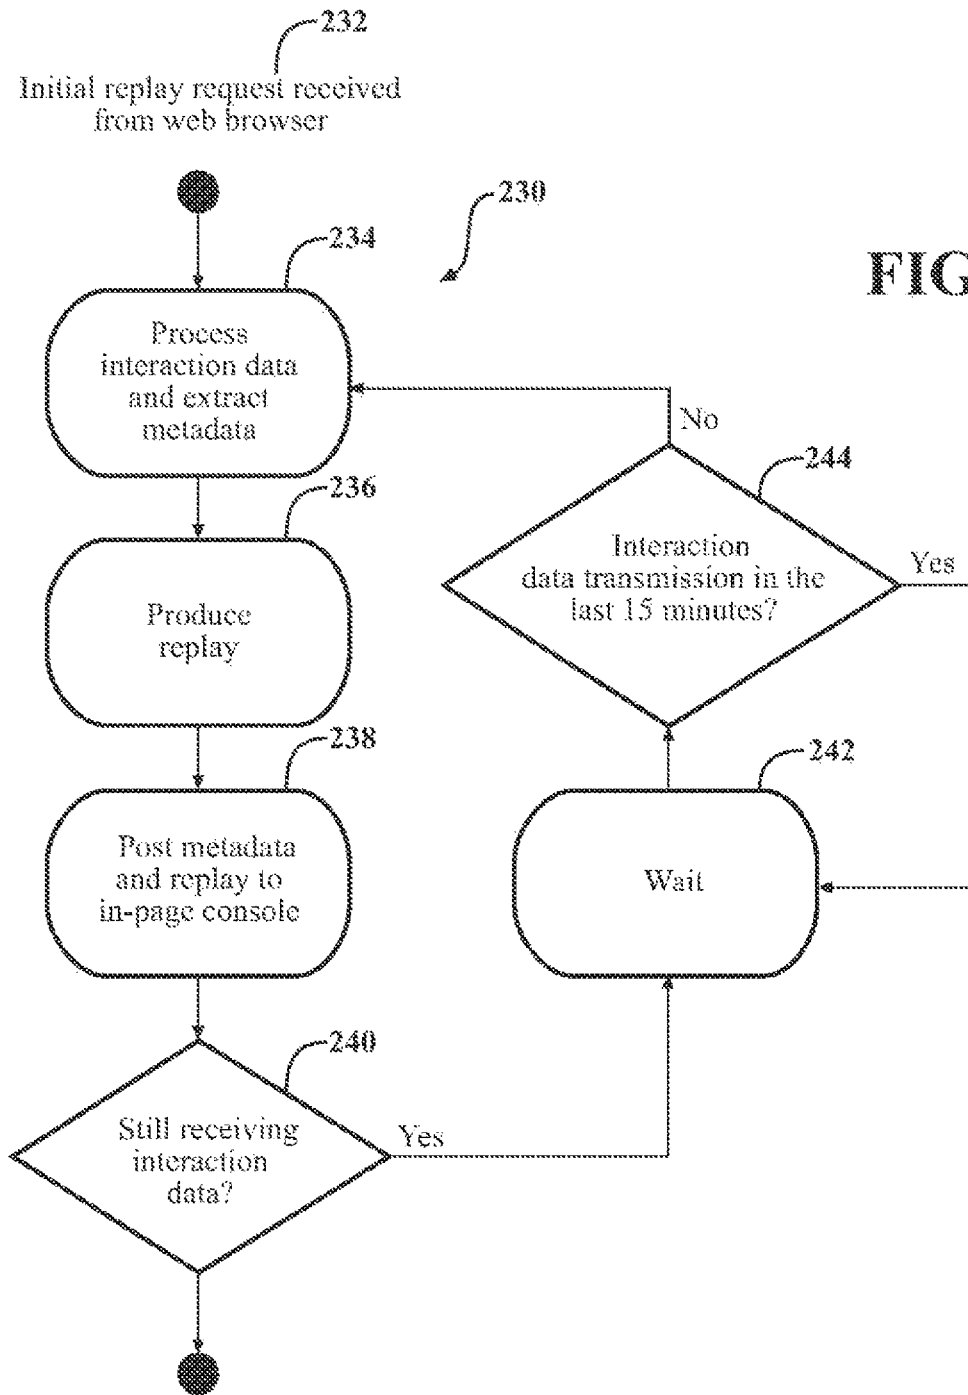 232
Initial replay request received
from web browser
230
234
FIG
Process
interaction data
and extract
metadata
No
244
236
Interaction
data transmission in the
last 15 minutes?
Yes
Produce
replay
238
242
Post metadata
and replay to
in-page console
Wait
240
Still receiving
interaction
data?
Yes